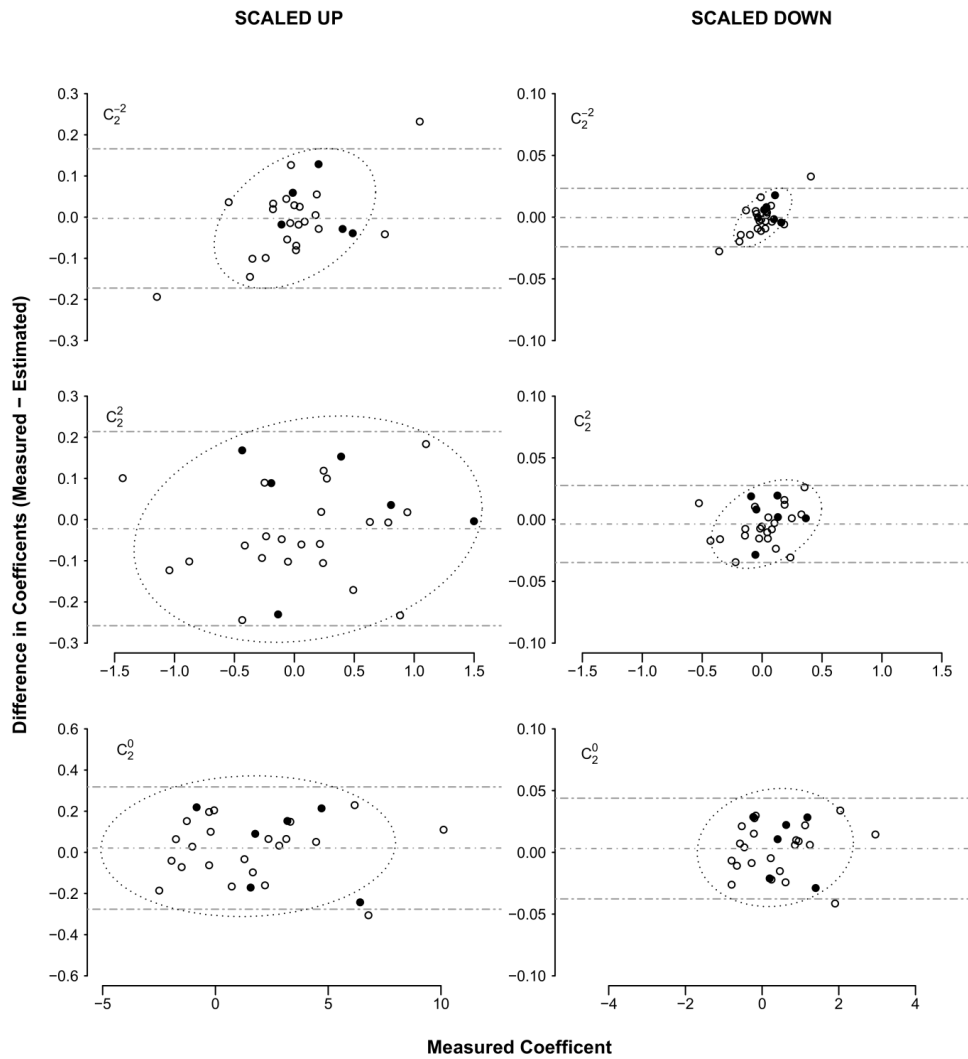 SCALED UP
SCALED DOWN
Difference in Coefficents (Measured − Estimated)
C₂⁻²
0.3
0.2
0.1
0.0
−0.1
−0.2
−0.3
C₂⁻²
0.10
0.05
0.00
−0.05
−0.10
C₂²
0.3
0.2
0.1
0.0
−0.1
−0.2
−0.3
−1.5 −1.0 −0.5 0.0 0.5 1.0 1.5
C₂²
0.10
0.05
0.00
−0.05
−0.10
−1.5 −1.0 −0.5 0.0 0.5 1.0 1.5
C₂⁰
0.6
0.4
0.2
0.0
−0.2
−0.4
−0.6
−5 0 5 10
C₂⁰
0.10
0.05
0.00
−0.05
−0.10
−4 −2 0 2 4
Measured Coefficent